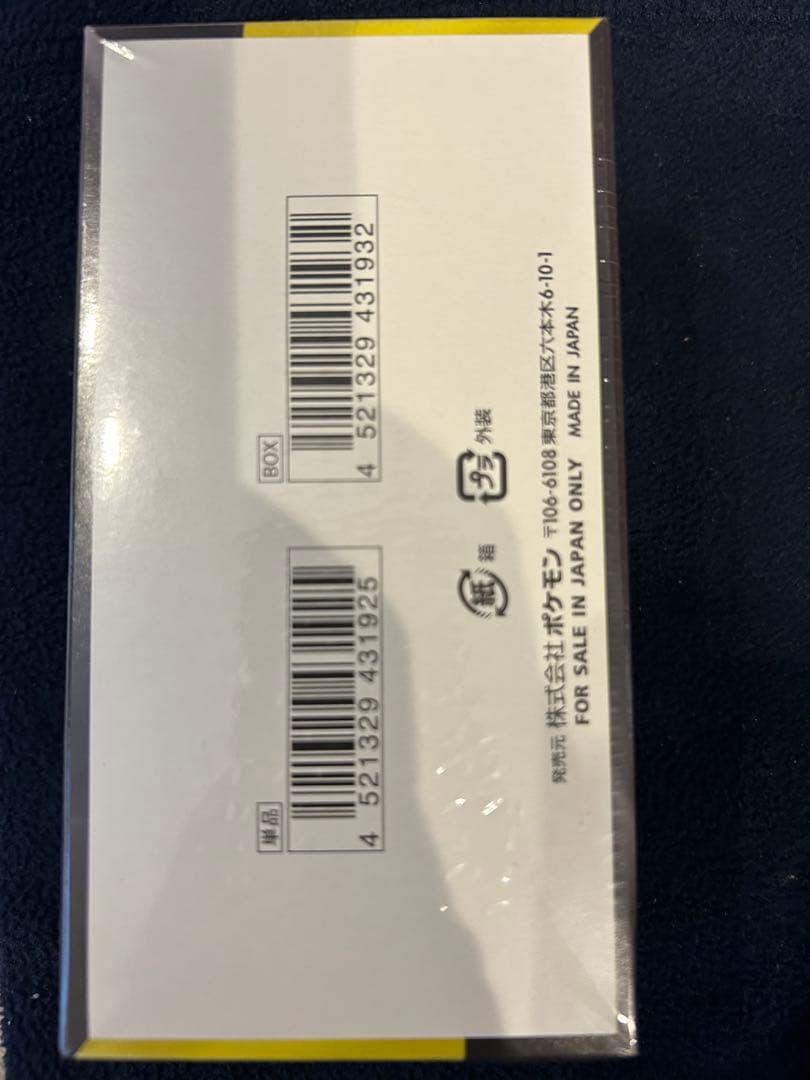 単品
4 521329 431925
BOX
4 521329 431932
紙 箱
プラ 外装
発売元 株式会社ポケモン 〒106-6108 東京都港区六本木6-10-1
FOR SALE IN JAPAN ONLY MADE IN JAPAN